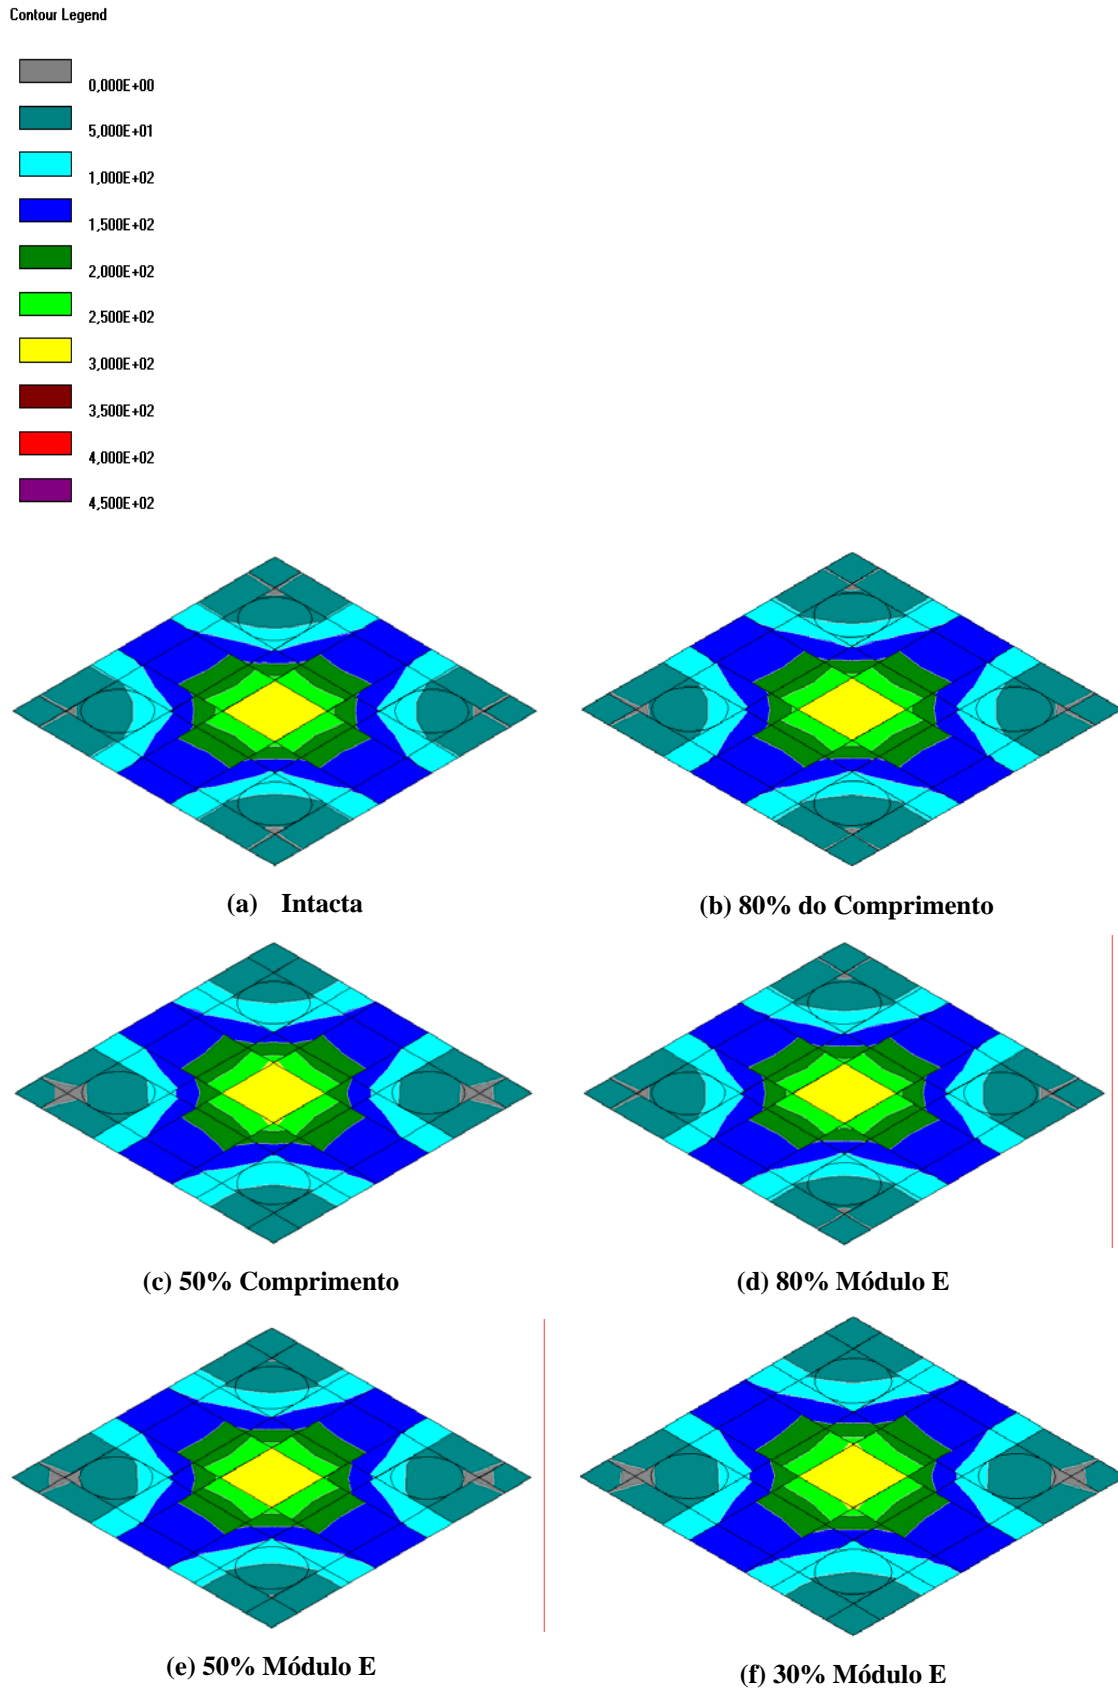 Contour Legend
0,000E+00
5,000E+01
1,000E+02
1,500E+02
2,000E+02
2,500E+02
3,000E+02
3,500E+02
4,000E+02
4,500E+02
(a) Intacta
(b) 80% do Comprimento
(c) 50% Comprimento
(d) 80% Módulo E
(e) 50% Módulo E
(f) 30% Módulo E